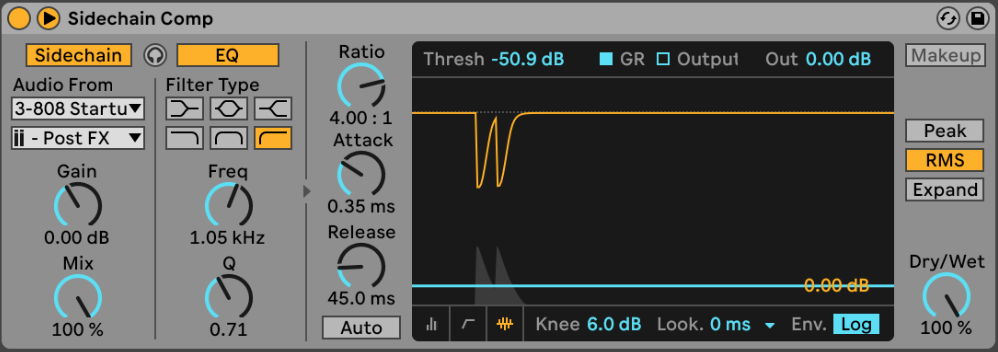 Sidechain Comp
Sidechain EQ
Audio From
3-808 Startu
- Post FX
Gain
0.00 dB
Mix
100 %
Filter Type
Freq
1.05 kHz
Q
0.71
Ratio
4.00 : 1
Attack
0.35 ms
Release
45.0 ms
Auto
Thresh -50.9 dB GR Output Out 0.00 dB
0.00 dB
Knee 6.0 dB Look. 0 ms Env. Log
Makeup
Peak
RMS
Expand
Dry/Wet
100 %